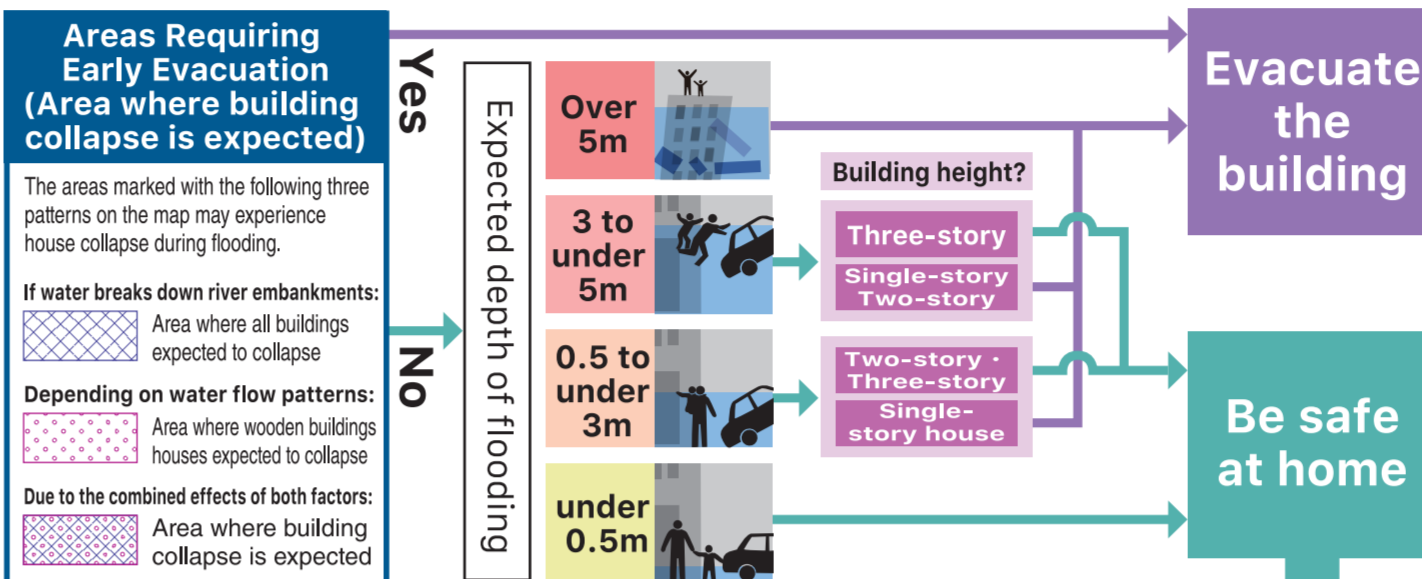 Areas Requiring
Early Evacuation
(Area where building
collapse is expected)
The areas marked with the following three
patterns on the map may experience
house collapse during flooding.
If water breaks down river embankments:
Area where all buildings
expected to collapse
Depending on water flow patterns:
Area where wooden buildings
houses expected to collapse
Due to the combined effects of both factors:
Area where building
collapse is expected
Yes
No
Expected depth of flooding
Over
5m
3 to
under
5m
0.5 to
under
3m
under
0.5m
Building height?
Three-story
Single-story
Two-story
Two-story・
Three-story
Single-
story house
Evacuate
the
building
Be safe
at home